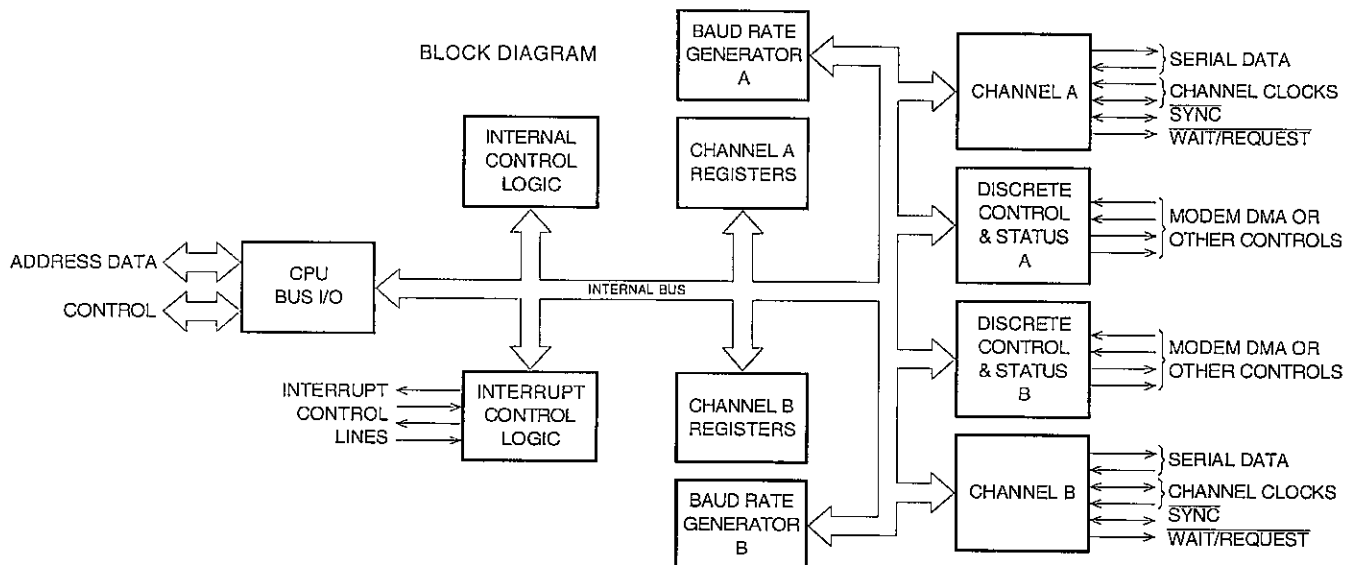 BLOCK DIAGRAM
BAUD RATE
GENERATOR
A
INTERNAL
CONTROL
LOGIC
CHANNEL A
REGISTERS
ADDRESS DATA
CONTROL
CPU
BUS I/O
INTERNAL BUS
INTERRUPT
CONTROL
LINES
INTERRUPT
CONTROL
LOGIC
CHANNEL B
REGISTERS
BAUD RATE
GENERATOR
B
CHANNEL A
SERIAL DATA
CHANNEL CLOCKS
SYNC
WAIT/REQUEST
DISCRETE
CONTROL
& STATUS
A
MODEM DMA OR
OTHER CONTROLS
DISCRETE
CONTROL
& STATUS
B
MODEM DMA OR
OTHER CONTROLS
CHANNEL B
SERIAL DATA
CHANNEL CLOCKS
SYNC
WAIT/REQUEST